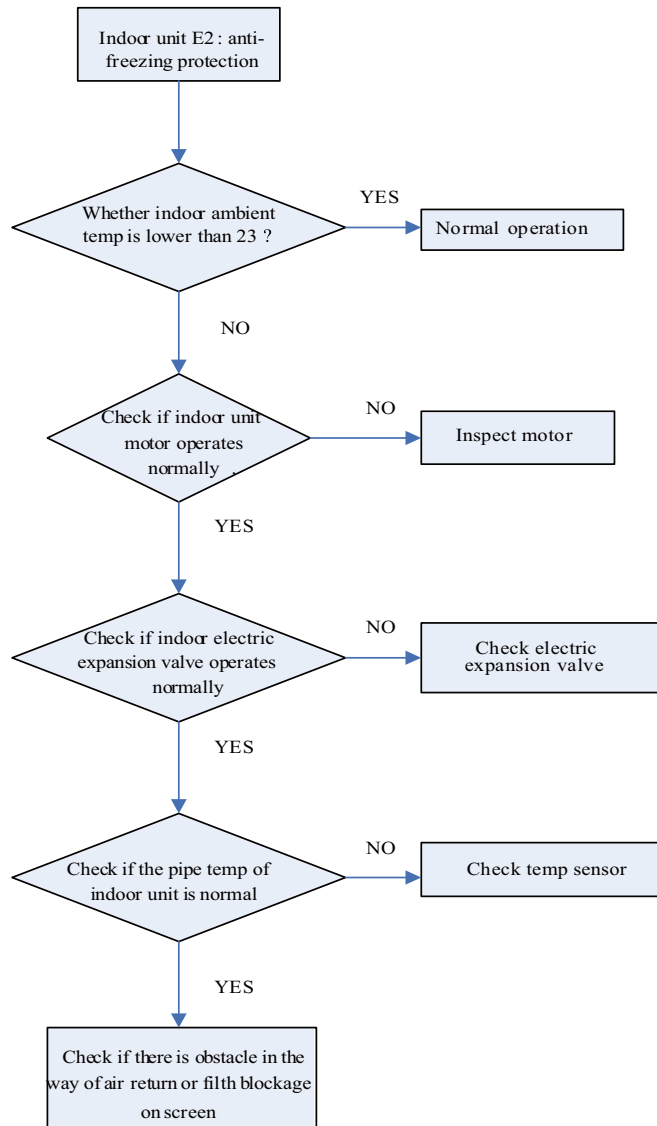 Indoor unit E2 : anti-
freezing protection
Whether indoor ambient
temp is lower than 23 ?
YES
Normal operation
NO
Check if indoor unit
motor operates
normally .
NO
Inspect motor
YES
Check if indoor electric
expansion valve operates
normally
NO
Check electric
expansion valve
YES
Check if the pipe temp of
indoor unit is normal
NO
Check temp sensor
YES
Check if there is obstacle in the
way of air return or filth blockage
on screen